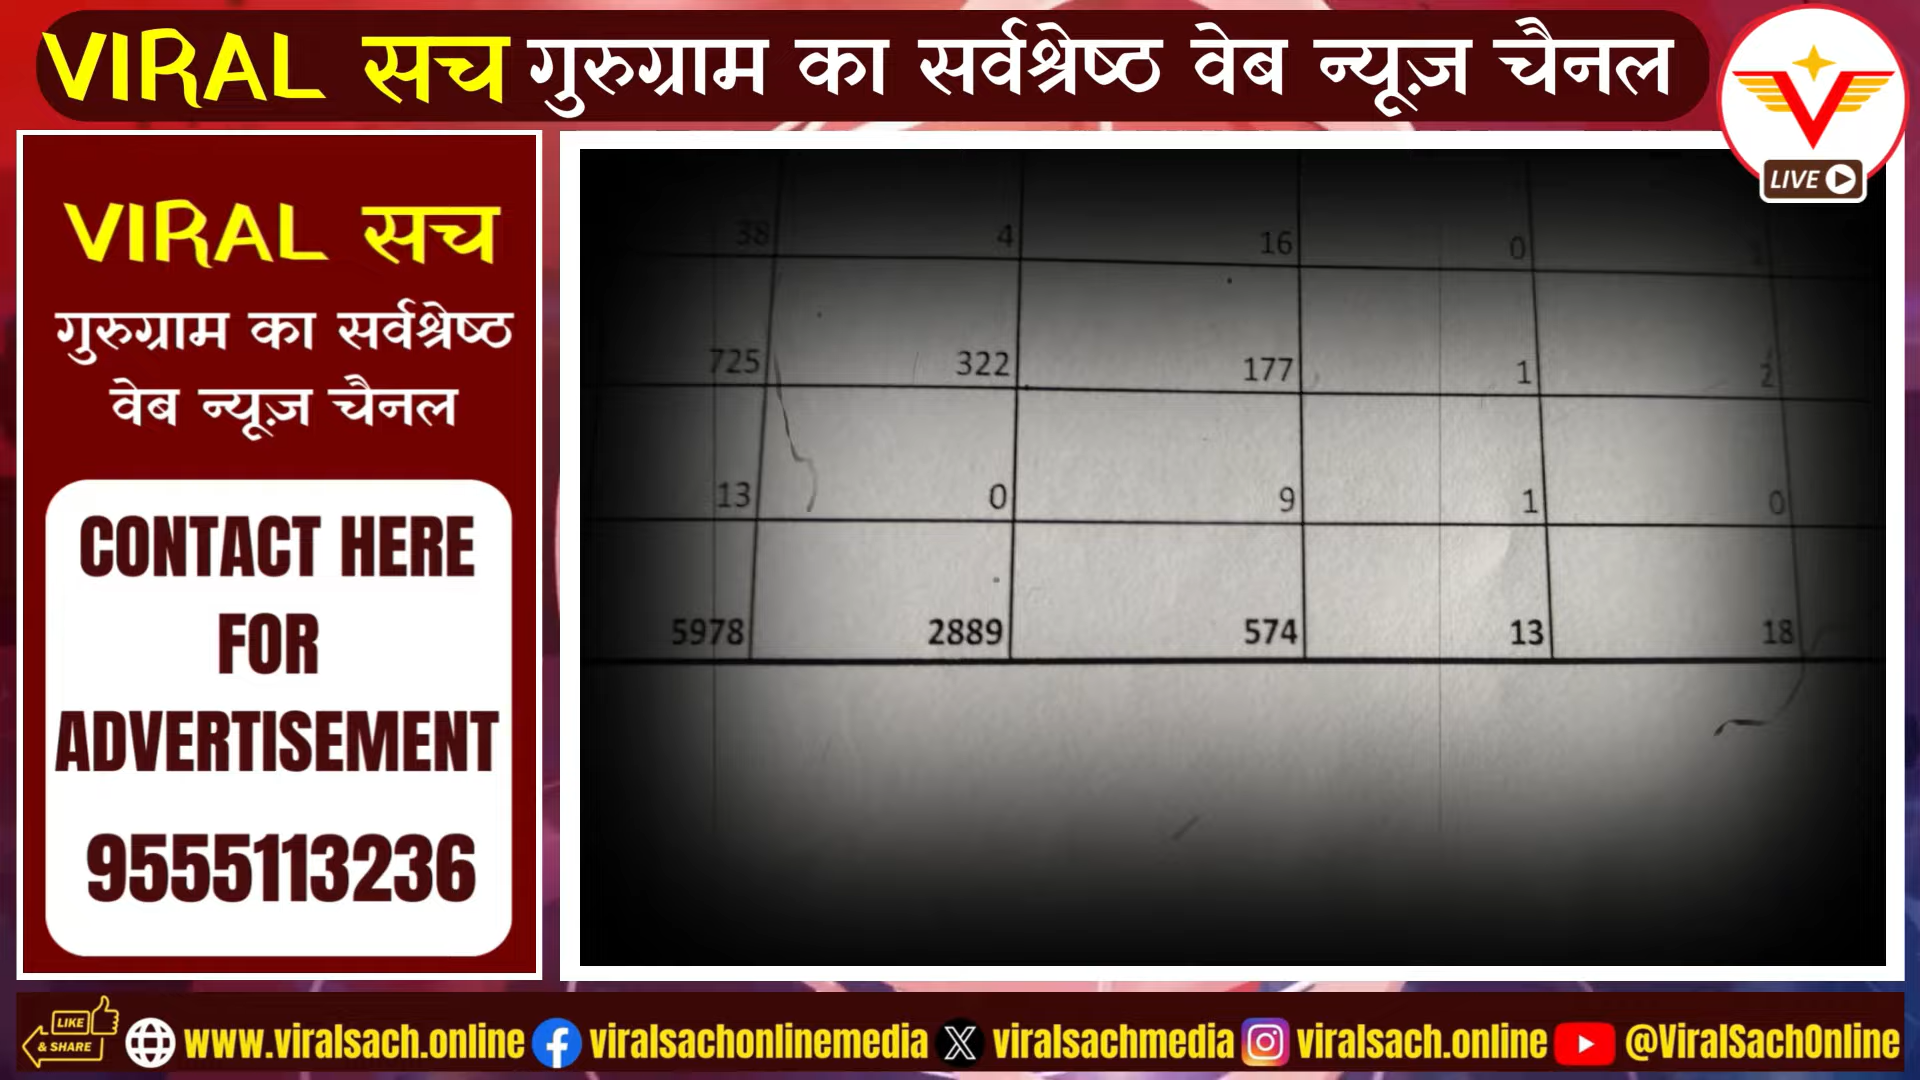 VIRAL सच गुरुग्राम का सर्वश्रेष्ठ वेब न्यूज़ चैनल
LIVE
VIRAL सच
गुरुग्राम का सर्वश्रेष्ठ
वेब न्यूज़ चैनल
CONTACT HERE
FOR
ADVERTISEMENT
9555113236
38 4 16 0
725 322 177 1 2
13 0 9 1 0
5978 2889 574 13 18
LIKE
& SHARE
www.viralsach.online viralsachonlinemedia viralsachmedia viralsach.online @ViralSachOnline